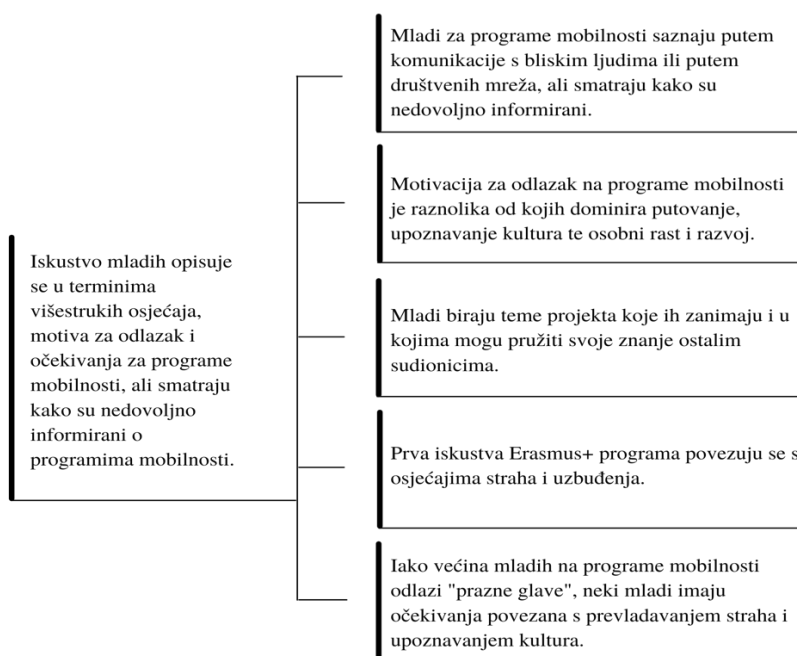 Iskustvo mladih opisuje
se u terminima
višestrukih osjećaja,
motiva za odlazak i
očekivanja za programe
mobilnosti, ali smatraju
kako su nedovoljno
informirani o
programima mobilnosti.
Mladi za programe mobilnosti saznaju putem
komunikacije s bliskim ljudima ili putem
društvenih mreža, ali smatraju kako su
nedovoljno informirani.
Motivacija za odlazak na programe mobilnosti
je raznolika od kojih dominira putovanje,
upoznavanje kultura te osobni rast i razvoj.
Mladi biraju teme projekta koje ih zanimaju i u
kojima mogu pružiti svoje znanje ostalim
sudionicima.
Prva iskustva Erasmus+ programa povezuju se s
osjećajima straha i uzbuđenja.
Iako većina mladih na programe mobilnosti
odlazi "prazne glave", neki mladi imaju
očekivanja povezana s prevladavanjem straha i
upoznavanjem kultura.